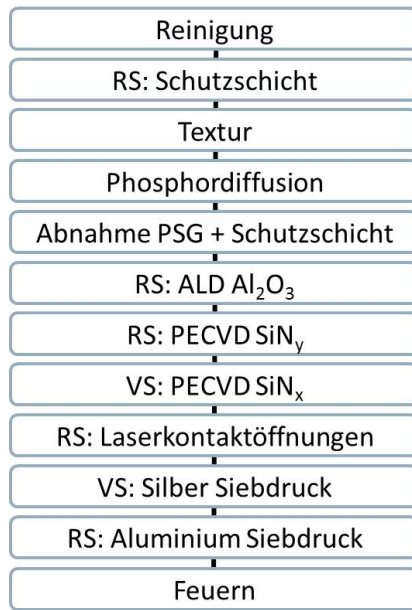 Reinigung
RS: Schutzschicht
Textur
Phosphordiffusion
Abnahme PSG + Schutzschicht
RS: ALD Al₂O₃
RS: PECVD SiNᵧ
VS: PECVD SiNₓ
RS: Laserkontaktöffnungen
VS: Silber Siebdruck
RS: Aluminium Siebdruck
Feuern